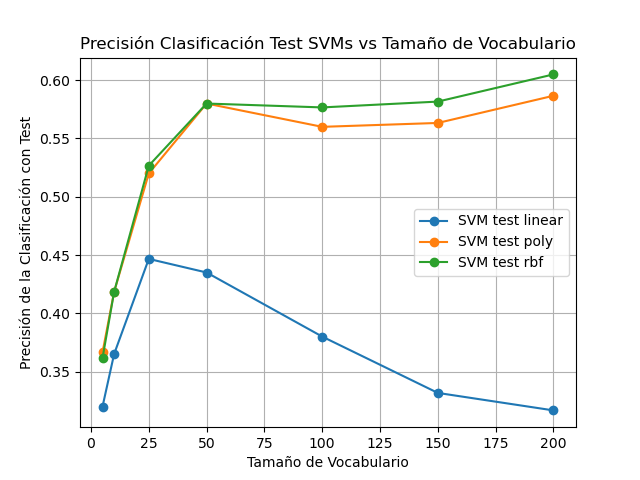 Precisión Clasificación Test SVMs vs Tamaño de Vocabulario
Precisión de la Clasificación con Test
0.60
0.55
0.50
0.45
0.40
0.35
SVM test linear
SVM test poly
SVM test rbf
0 25 50 75 100 125 150 175 200
Tamaño de Vocabulario